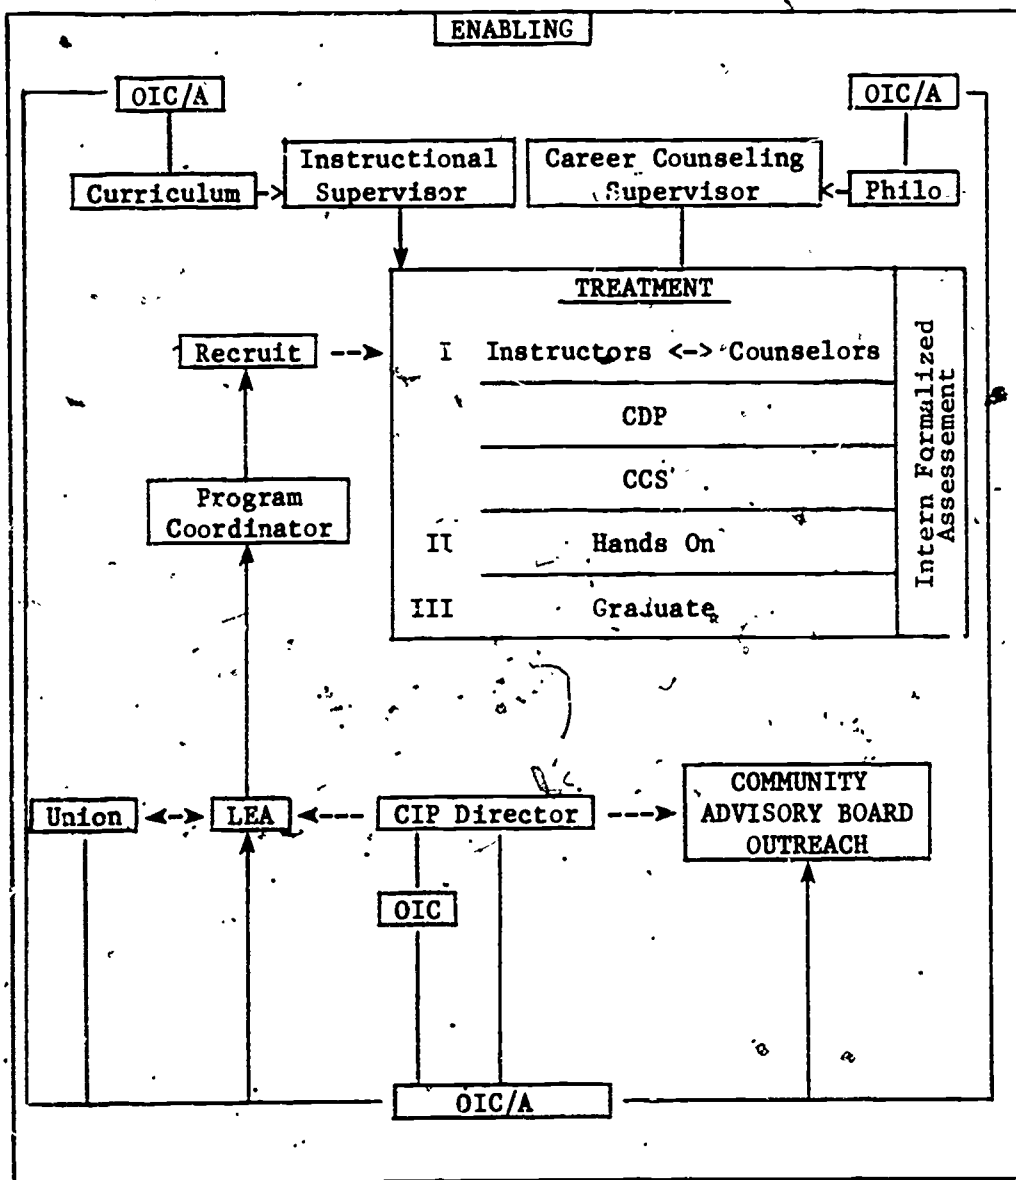 ENABLING
OIC/A
OIC/A
Instructional
Supervisor
Career Counseling
Supervisor
Curriculum
Philo
TREATMENT
Recruit
I Instructors <-> Counselors
CDP
CCS
Program
Coordinator
II Hands On
III Graduate
Intern Formalized
Assessement
Union
LEA
CIP Director
COMMUNITY
ADVISORY BOARD
OUTREACH
OIC
OIC/A